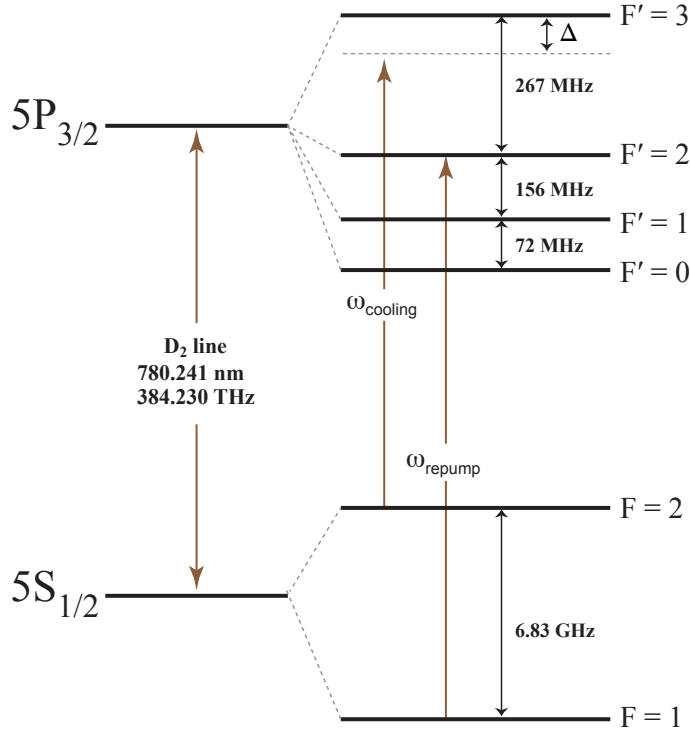 F′ = 3
Δ
267 MHz
5P3/2
F′ = 2
156 MHz
F′ = 1
72 MHz
F′ = 0
ωcooling
D2 line
780.241 nm
384.230 THz
ωrepump
F = 2
5S1/2
6.83 GHz
F = 1